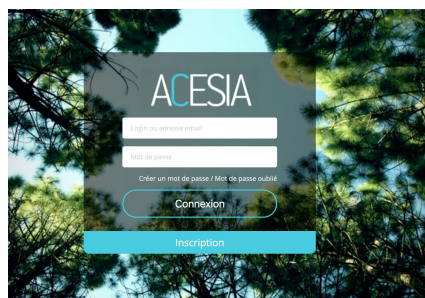 ACESIA
Login ou adresse email
Mot de passe
Créer un mot de passe / Mot de passe oublié
Connexion
Inscription